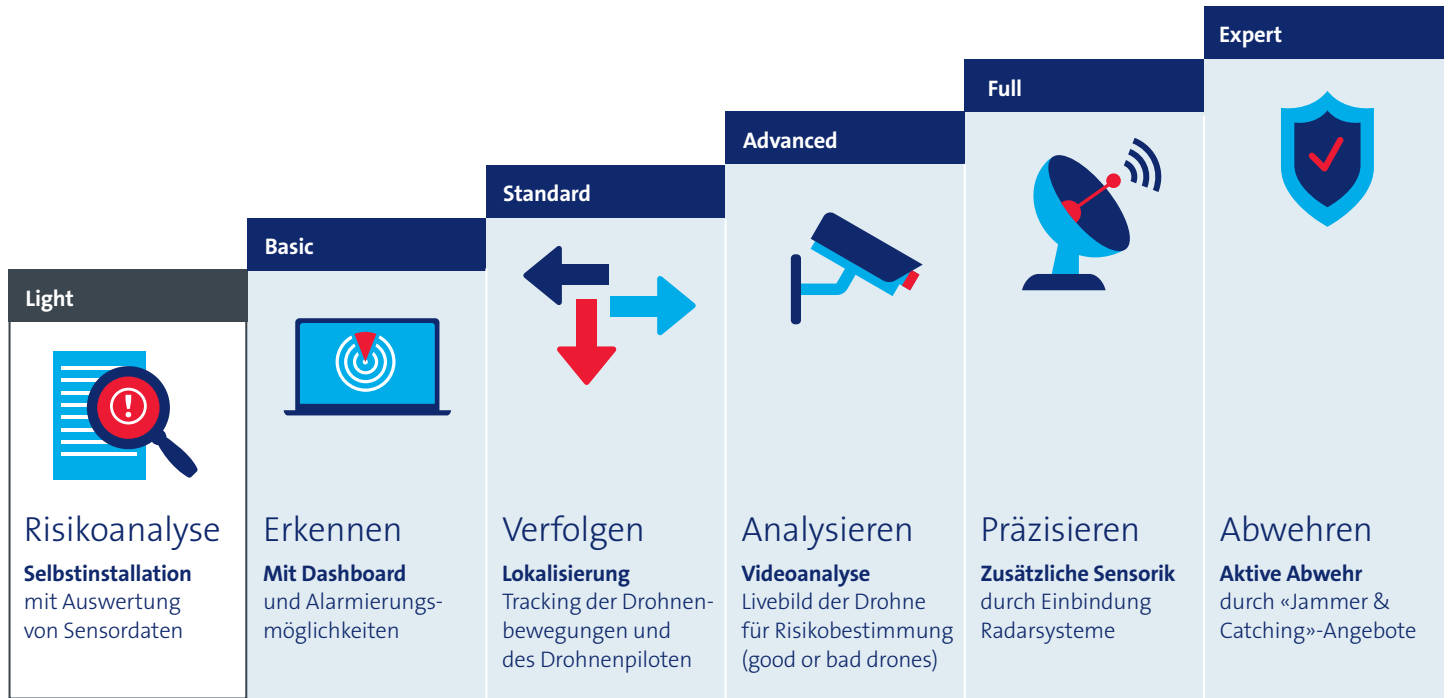 Light
Risikoanalyse
Selbstinstallation
mit Auswertung
von Sensordaten
Basic
Erkennen
Mit Dashboard
und Alarmierungs-
möglichkeiten
Standard
Verfolgen
Lokalisierung
Tracking der Drohnen-
bewegungen und
des Drohnenpiloten
Advanced
Analysieren
Videoanalyse
Livebild der Drohne
für Risikobestimmung
(good or bad drones)
Full
Präzisieren
Zusätzliche Sensorik
durch Einbindung
Radarsysteme
Expert
Abwehren
Aktive Abwehr
durch «Jammer &
Catching»-Angebote